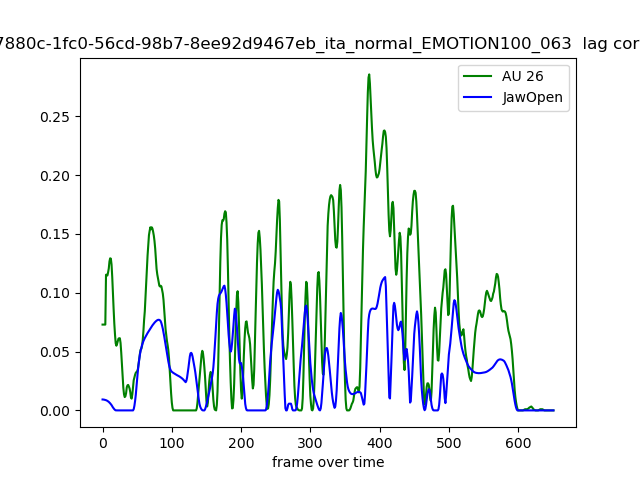 7880c-1fc0-56cd-98b7-8ee92d9467eb_ita_normal_EMOTION100_063 lag cor
AU 26
JawOpen
0.25
0.20
0.15
0.10
0.05
0.00
0 100 200 300 400 500 600
frame over time